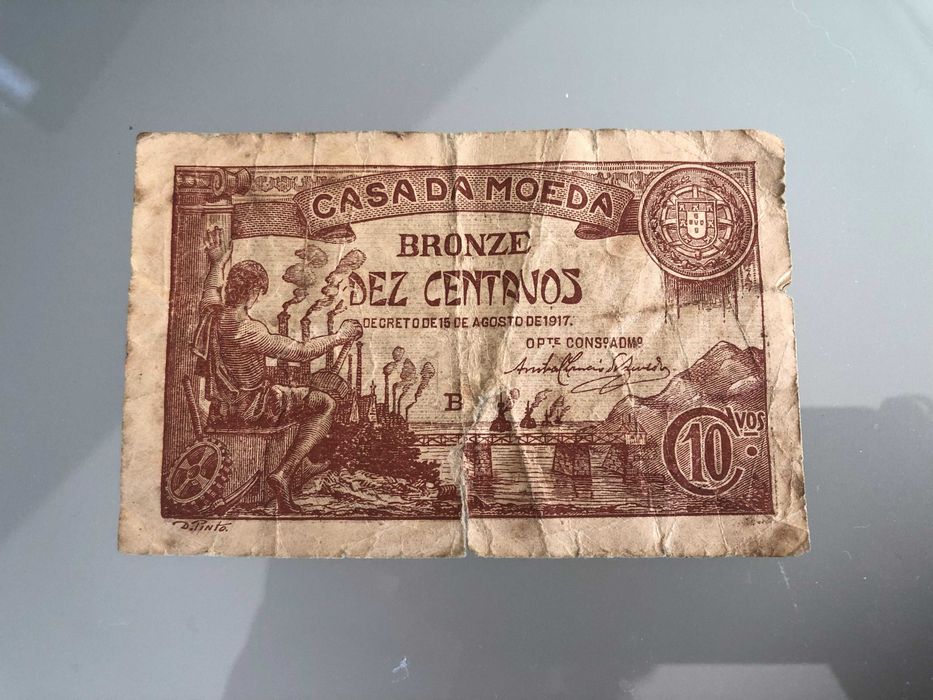 CASA DA MOEDA
BRONZE
DEZ CENTAVOS
DECRETO DE 15 DE AGOSTO DE 1917.
O PTE CONSº. ADMº
B
10
CVOS.
D. PINTO.